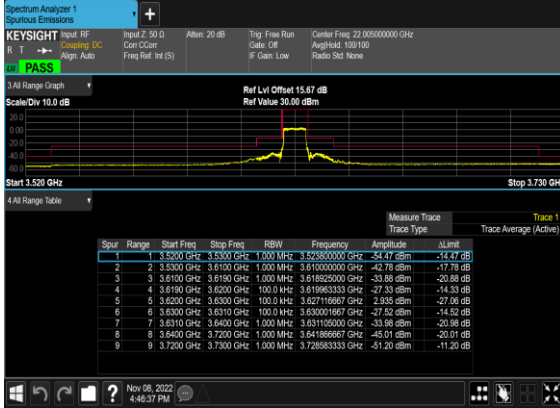 Spectrum Analyzer 1
Spurious Emissions
+
KEYSIGHT Input: RF Input Z: 50 Ω Atten: 20 dB Trig: Free Run Center Freq: 22.005000000 GHz
R T Coupling: DC Corr CCorr Gate: Off Avg|Hold: 100/100
Align: Auto Freq Ref: Int (S) IF Gain: Low Radio Std: None
LXI PASS
3 All Range Graph
Ref Lvl Offset 15.67 dB
Scale/Div 10.0 dB Ref Value 30.00 dBm
20.0
0.00
-20.0
-40.0
-60.0
Start 3.520 GHz Stop 3.730 GH
4 All Range Table
Measure Trace Trace 1
Trace Type Trace Average (Active)
Spur Range Start Freq Stop Freq RBW Frequency Amplitude ΔLimit
1 1 3.5200 GHz 3.5300 GHz 1.000 MHz 3.523800000 GHz -54.47 dBm -14.47 dB
2 2 3.5300 GHz 3.6100 GHz 1.000 MHz 3.610000000 GHz -42.78 dBm -17.78 dB
3 3 3.6100 GHz 3.6190 GHz 1.000 MHz 3.618925000 GHz -33.88 dBm -20.88 dB
4 4 3.6190 GHz 3.6200 GHz 100.0 kHz 3.619963333 GHz -27.33 dBm -14.33 dB
5 5 3.6200 GHz 3.6300 GHz 100.0 kHz 3.627116667 GHz 2.935 dBm -27.06 dB
6 6 3.6300 GHz 3.6310 GHz 100.0 kHz 3.630001667 GHz -27.52 dBm -14.52 dB
7 7 3.6310 GHz 3.6400 GHz 1.000 MHz 3.631105000 GHz -33.98 dBm -20.98 dB
8 8 3.6400 GHz 3.7200 GHz 1.000 MHz 3.641866667 GHz -45.01 dBm -20.01 dB
9 9 3.7200 GHz 3.7300 GHz 1.000 MHz 3.728583333 GHz -51.20 dBm -11.20 dB
? Nov 08, 2022
4:46:37 PM